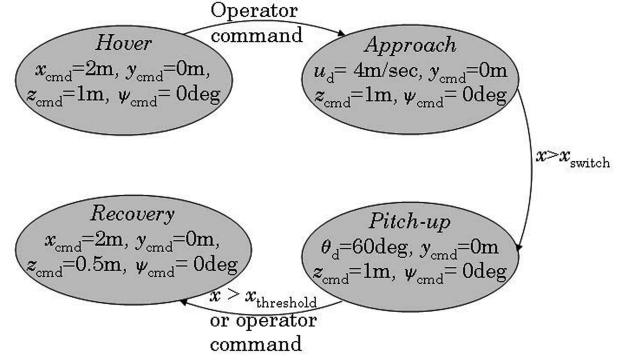 Operator
command
Hover
x_cmd=2m, y_cmd=0m,
z_cmd=1m, ψ_cmd= 0deg
Approach
u_d= 4m/sec, y_cmd=0m
z_cmd=1m, ψ_cmd= 0deg
x>x_switch
Pitch-up
θ_d=60deg, y_cmd=0m
z_cmd=1m, ψ_cmd= 0deg
Recovery
x_cmd=2m, y_cmd=0m,
z_cmd=0.5m, ψ_cmd= 0deg
x > x_threshold
or operator
command